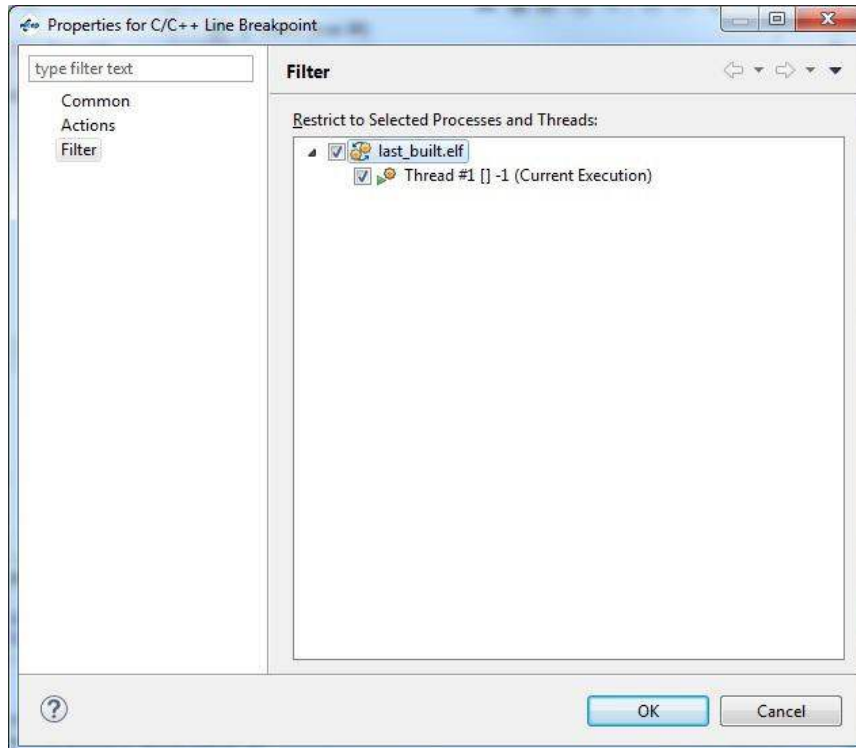 Properties for C/C++ Line Breakpoint
type filter text
Common
Actions
Filter
Filter
Restrict to Selected Processes and Threads:
last_built.elf
Thread #1 [] -1 (Current Execution)
OK
Cancel